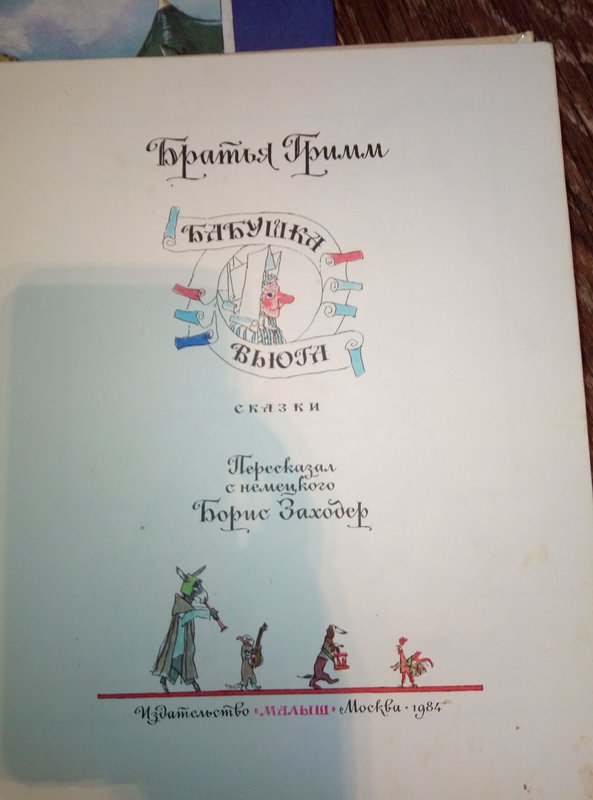 Братья Гримм
БАБУШКА
ВЬЮГА
сказки
Пересказал
с немецкого
Борис Заходер
Издательство «МАЛЫШ» Москва · 1984